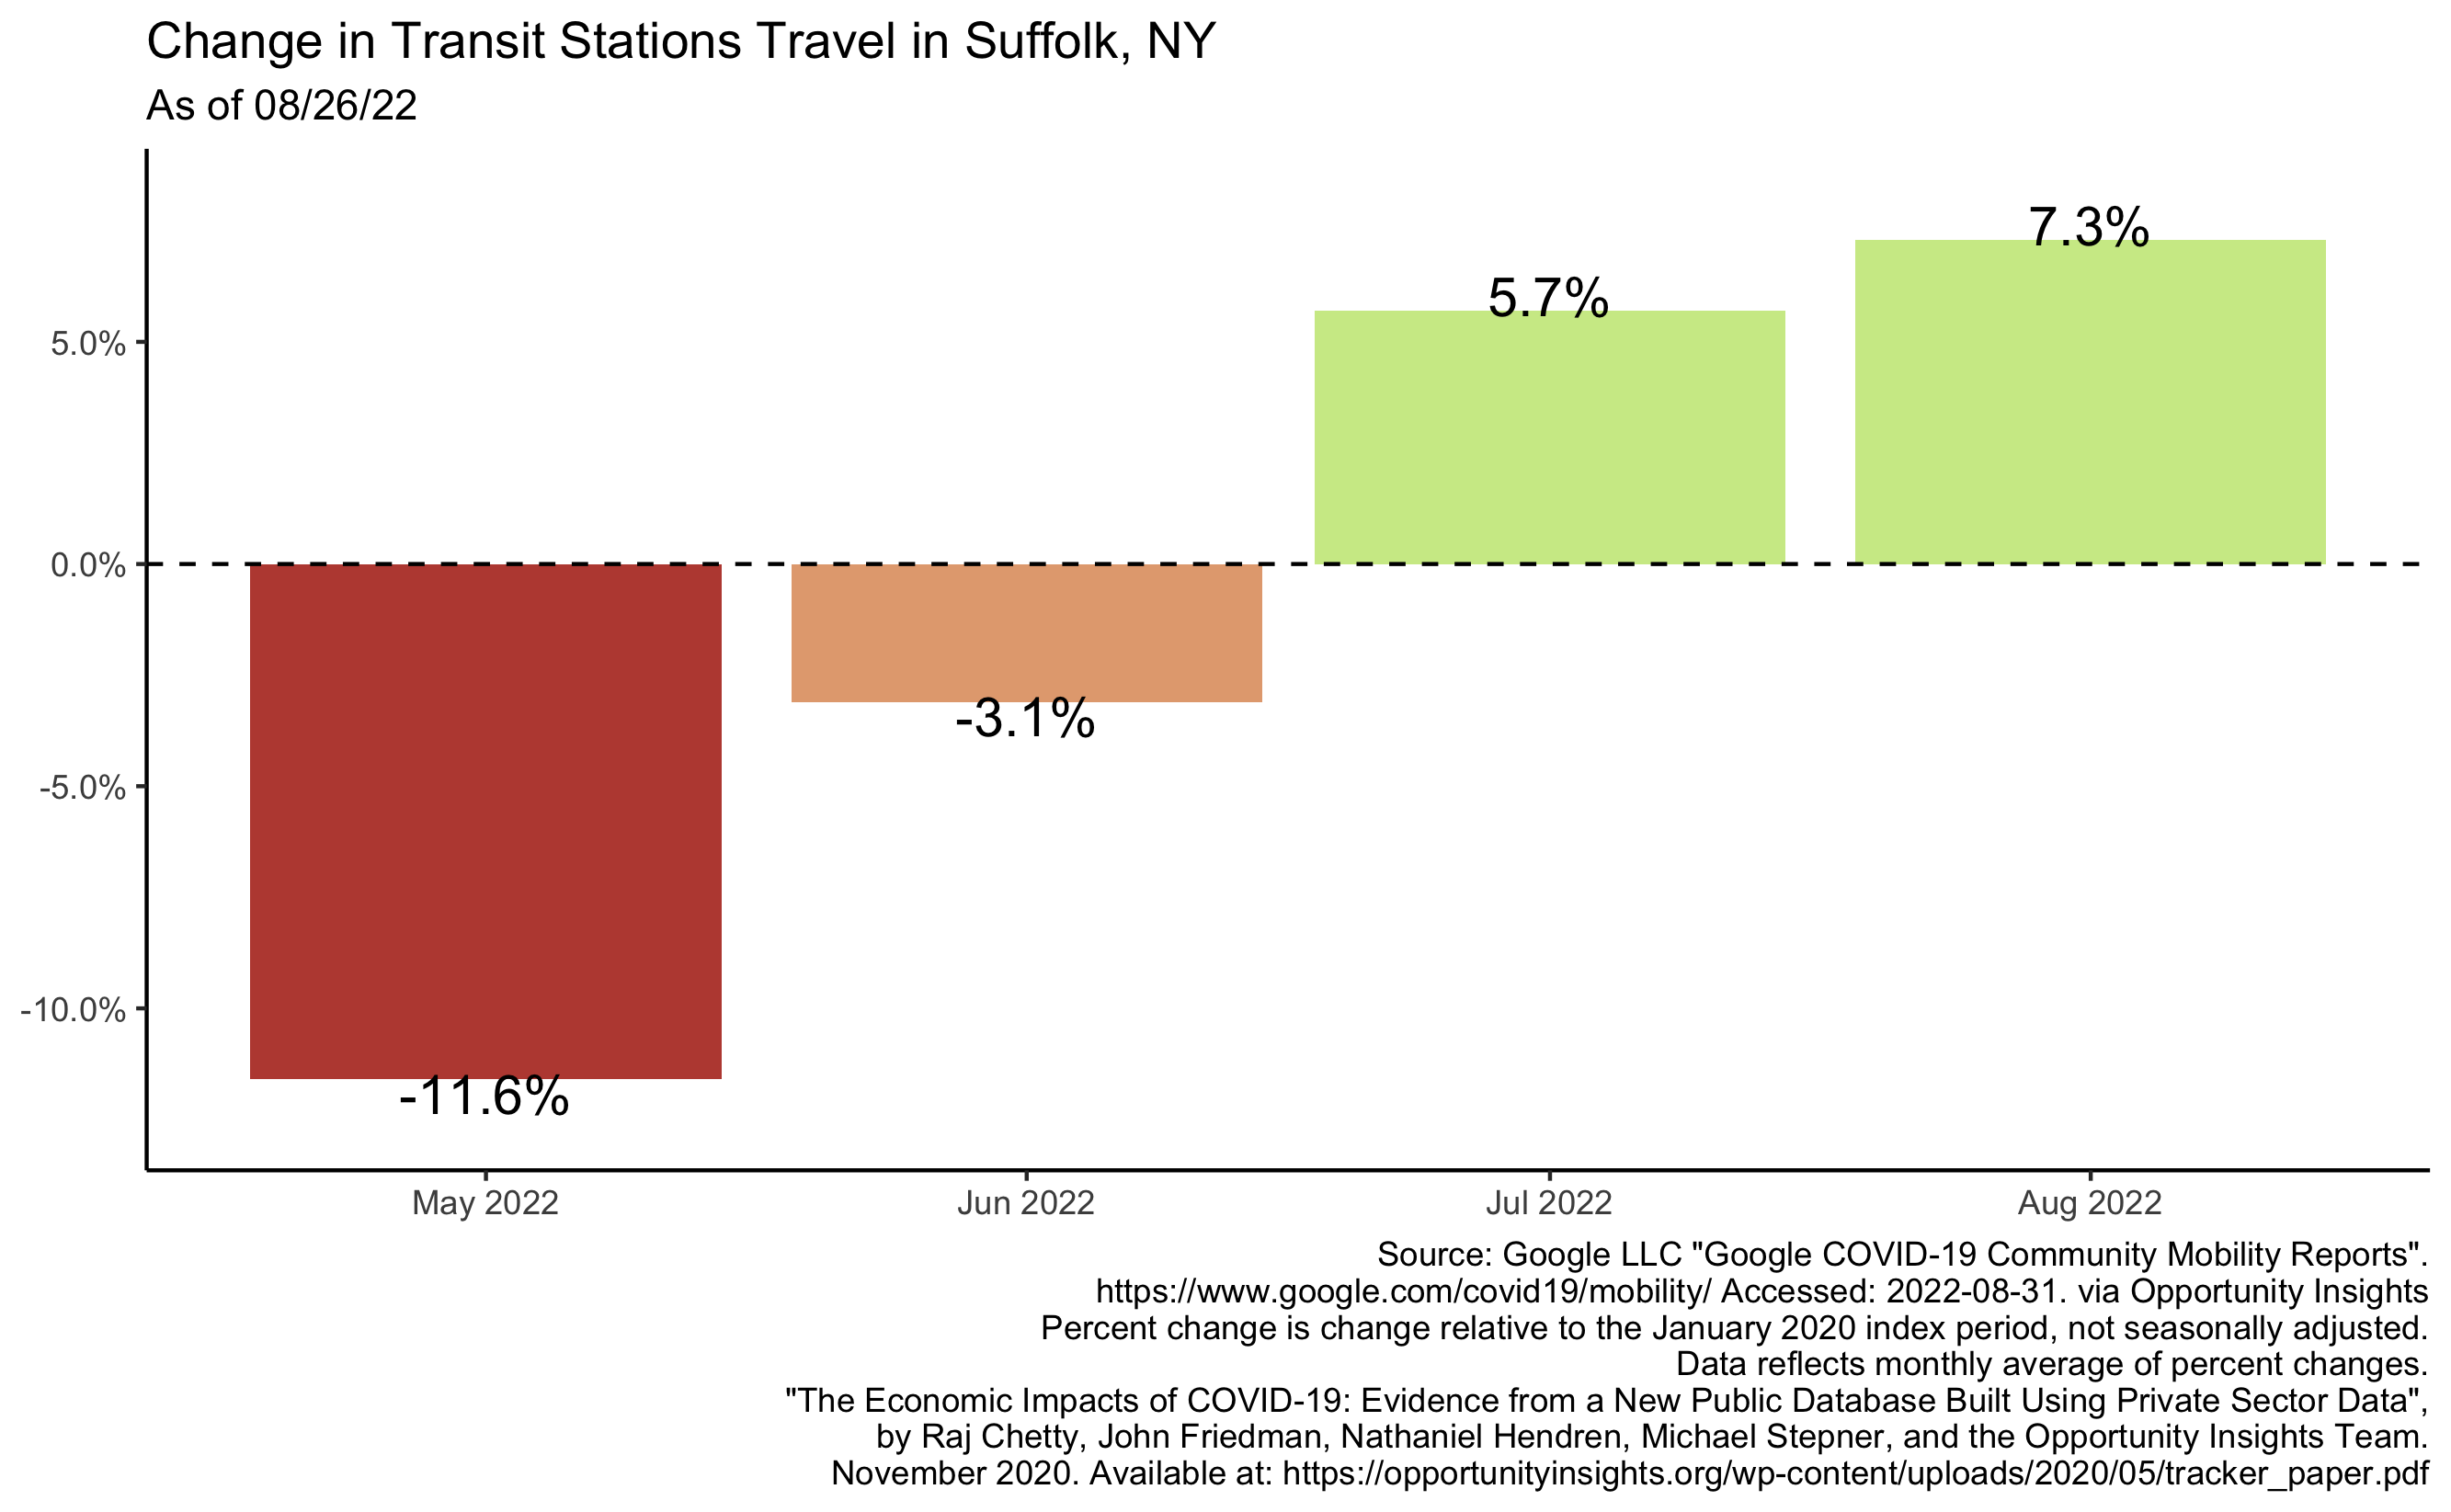 Change in Transit Stations Travel in Suffolk, NY
As of 08/26/22
7.3%
5.7%
5.0%
0.0%
-3.1%
-5.0%
-10.0%
-11.6%
May 2022
Jun 2022
Jul 2022
Aug 2022
Source: Google LLC "Google COVID-19 Community Mobility Reports".
https://www.google.com/covid19/mobility/ Accessed: 2022-08-31. via Opportunity Insights
Percent change is change relative to the January 2020 index period, not seasonally adjusted.
Data reflects monthly average of percent changes.
"The Economic Impacts of COVID-19: Evidence from a New Public Database Built Using Private Sector Data",
by Raj Chetty, John Friedman, Nathaniel Hendren, Michael Stepner, and the Opportunity Insights Team.
November 2020. Available at: https://opportunityinsights.org/wp-content/uploads/2020/05/tracker_paper.pdf